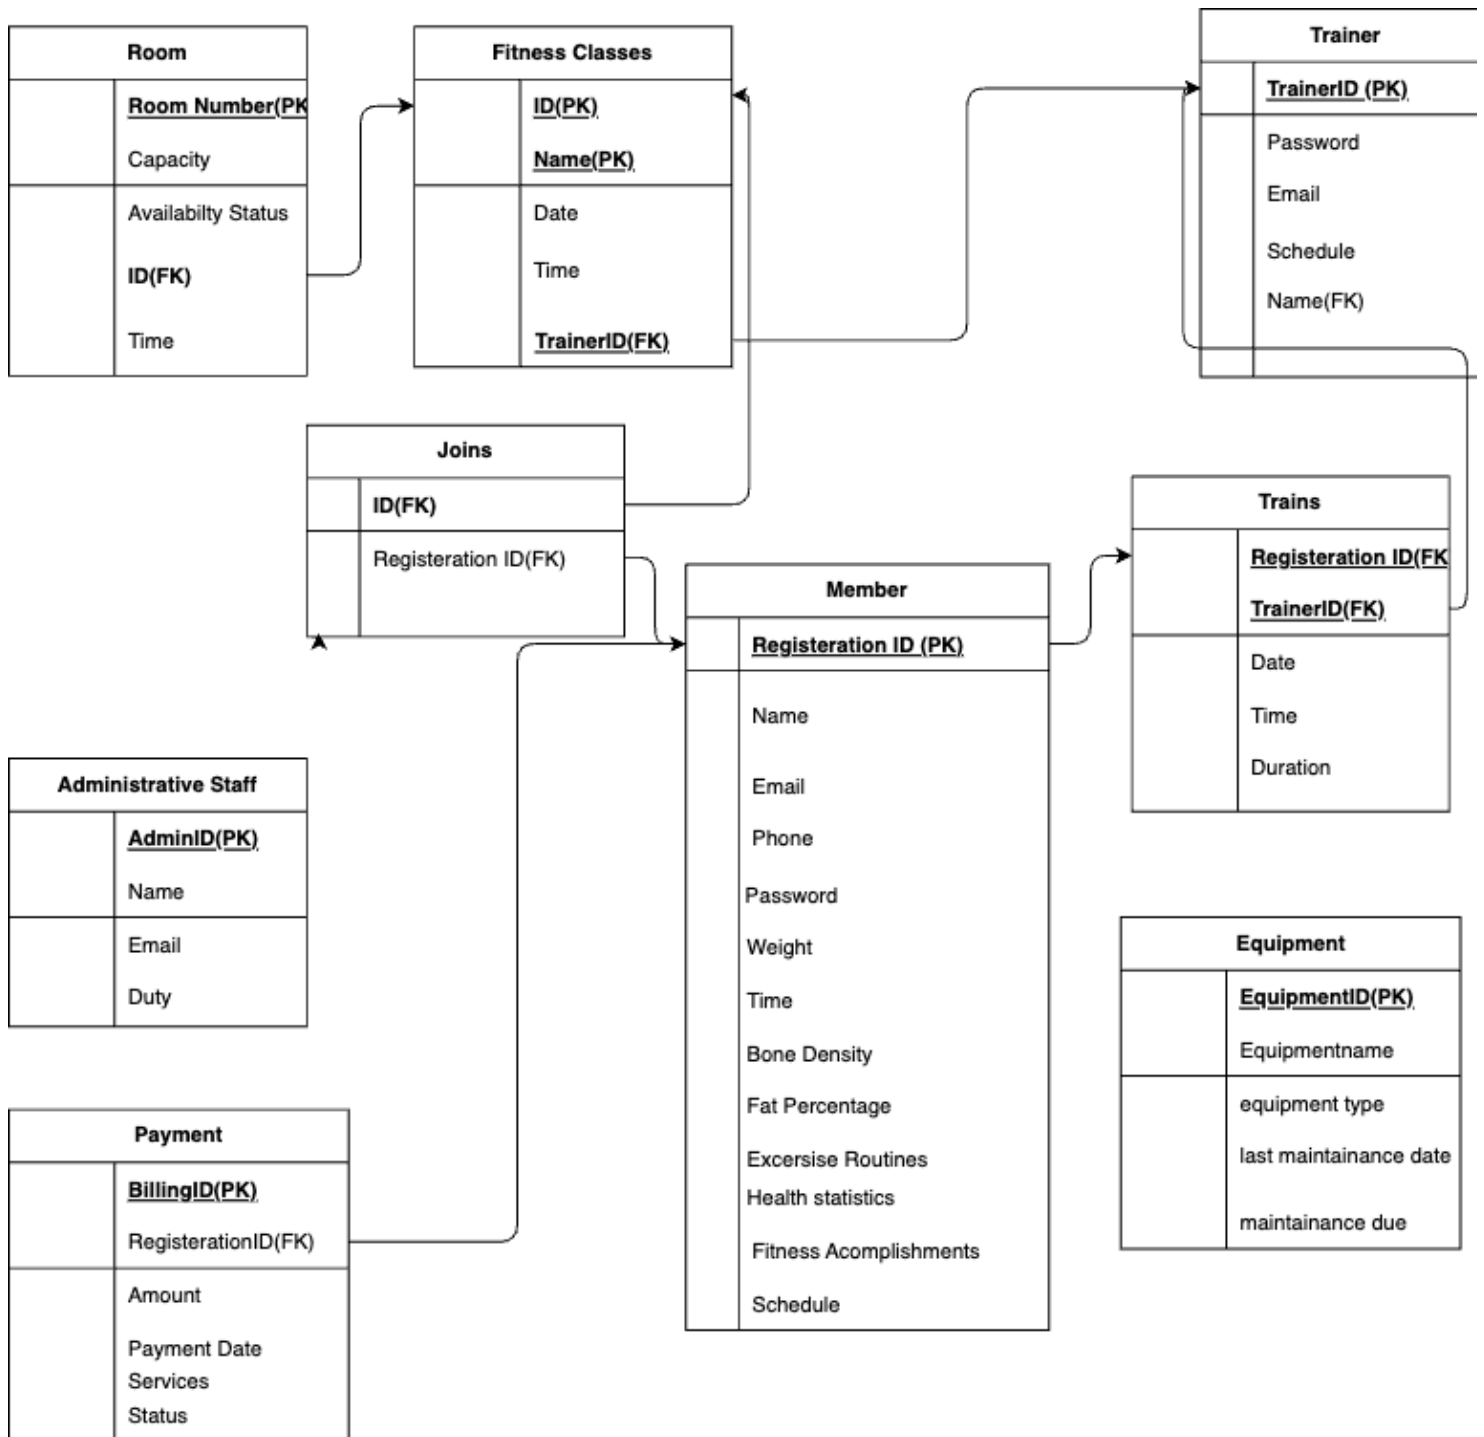 Room
Room Number(PK
Capacity
Availabilty Status
ID(FK)
Time
Fitness Classes
ID(PK)
Name(PK)
Date
Time
TrainerID(FK)
Trainer
TrainerID (PK)
Password
Email
Schedule
Name(FK)
Joins
ID(FK)
Registeration ID(FK)
Member
Registeration ID (PK)
Name
Email
Phone
Password
Weight
Time
Bone Density
Fat Percentage
Excersise Routines
Health statistics
Fitness Acomplishments
Schedule
Trains
Registeration ID(FK
TrainerID(FK)
Date
Time
Duration
Administrative Staff
AdminID(PK)
Name
Email
Duty
Equipment
EquipmentID(PK)
Equipmentname
equipment type
last maintainance date
maintainance due
Payment
BillingID(PK)
RegisterationID(FK)
Amount
Payment Date
Services
Status